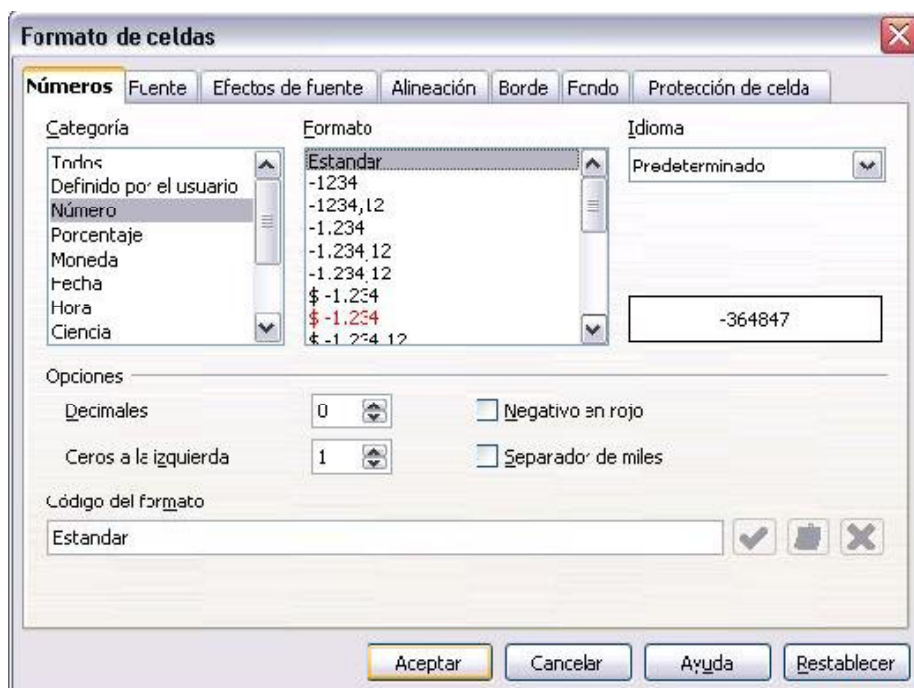 Formato de celdas
Números Fuente Efectos de fuente Alineación Borde Fondo Protección de celda
Categoría Formato Idioma
Todos
Definido por el usuario
Número
Porcentaje
Moneda
Fecha
Hora
Ciencia
Estandar
-1234
-1234,12
-1.234
-1.234,12
-1.234,12
$ -1.234
$ -1.234
$ -1.234,12
Predeterminado
-364847
Opciones
Decimales 0 Negativo en rojo
Ceros a la izquierda 1 Separador de miles
Código del formato
Estandar
Aceptar Cancelar Ayuda Restablecer